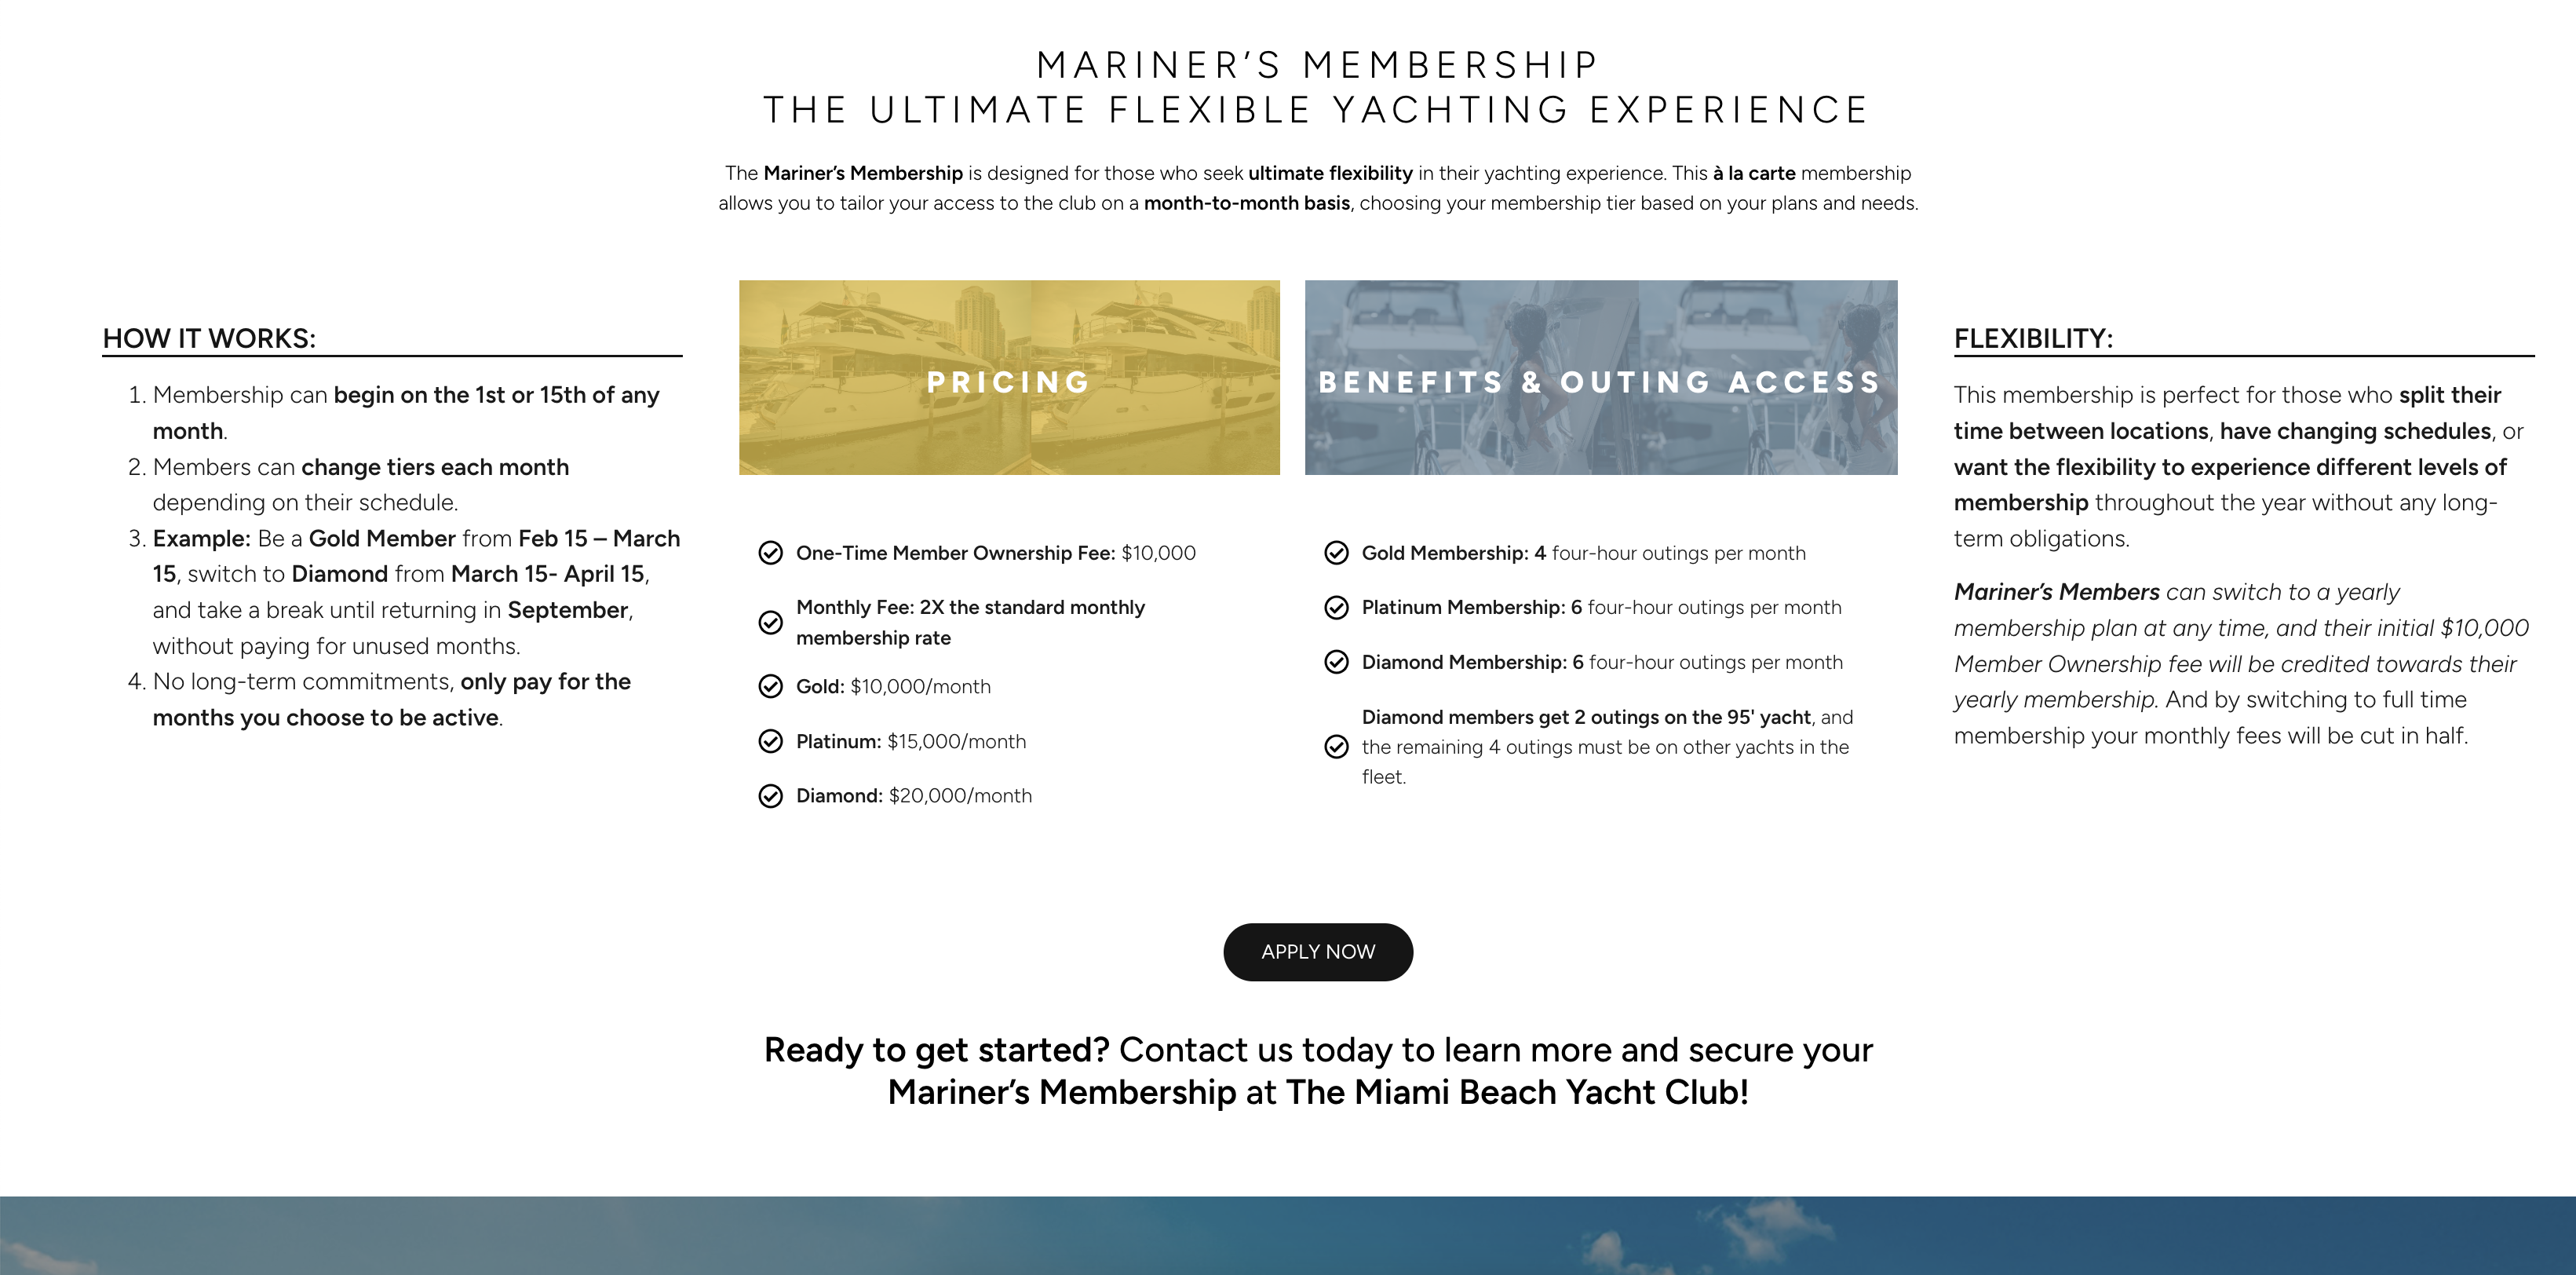 MARINER’S MEMBERSHIP
THE ULTIMATE FLEXIBLE YACHTING EXPERIENCE
The Mariner’s Membership is designed for those who seek ultimate flexibility in their yachting experience. This à la carte membership
allows you to tailor your access to the club on a month-to-month basis, choosing your membership tier based on your plans and needs.
HOW IT WORKS:
1. Membership can begin on the 1st or 15th of any
month.
2. Members can change tiers each month
depending on their schedule.
3. Example: Be a Gold Member from Feb 15 – March
15, switch to Diamond from March 15- April 15,
and take a break until returning in September,
without paying for unused months.
4. No long-term commitments, only pay for the
months you choose to be active.
PRICING
One-Time Member Ownership Fee: $10,000
Monthly Fee: 2X the standard monthly
membership rate
Gold: $10,000/month
Platinum: $15,000/month
Diamond: $20,000/month
BENEFITS & OUTING ACCESS
Gold Membership: 4 four-hour outings per month
Platinum Membership: 6 four-hour outings per month
Diamond Membership: 6 four-hour outings per month
Diamond members get 2 outings on the 95' yacht, and
the remaining 4 outings must be on other yachts in the
fleet.
FLEXIBILITY:
This membership is perfect for those who split their
time between locations, have changing schedules, or
want the flexibility to experience different levels of
membership throughout the year without any long-
term obligations.
Mariner’s Members can switch to a yearly
membership plan at any time, and their initial $10,000
Member Ownership fee will be credited towards their
yearly membership. And by switching to full time
membership your monthly fees will be cut in half.
APPLY NOW
Ready to get started? Contact us today to learn more and secure your
Mariner’s Membership at The Miami Beach Yacht Club!